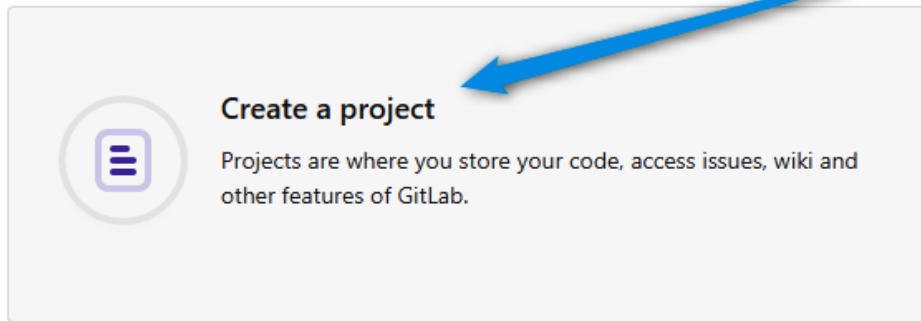 Create a project
Projects are where you store your code, access issues, wiki and
other features of GitLab.